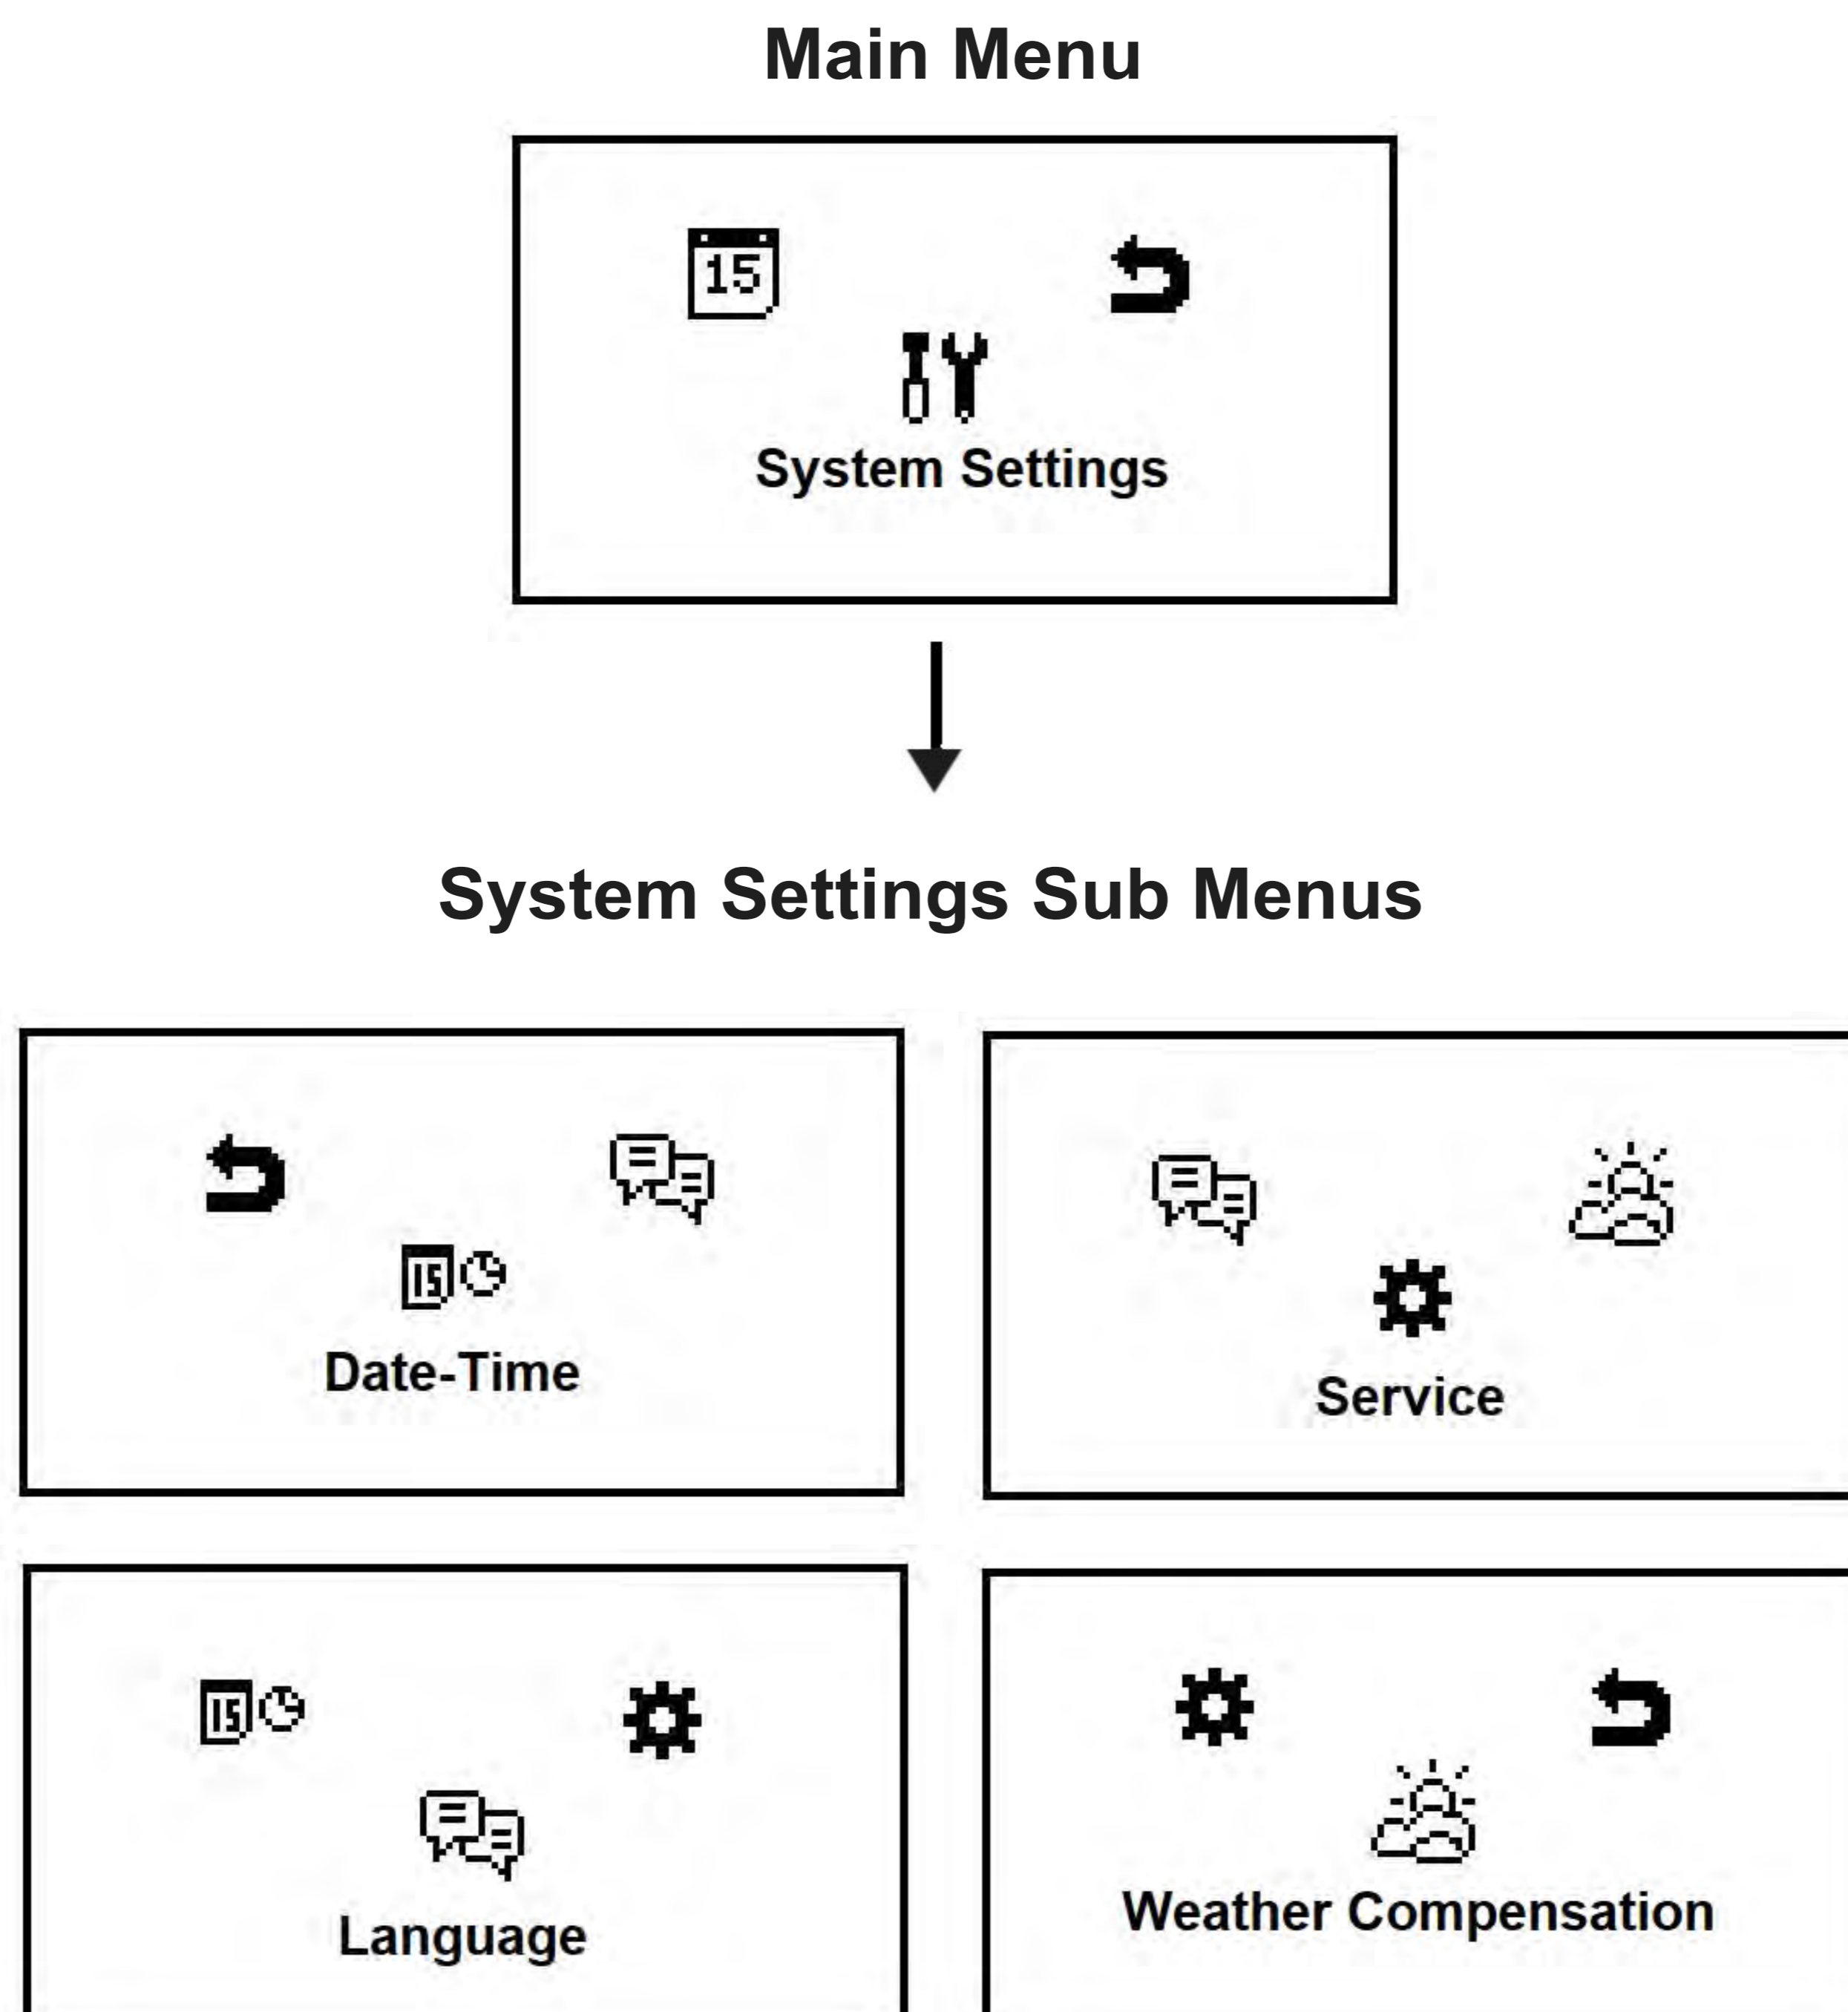 Main Menu
15
System Settings
System Settings Sub Menus
15
Date-Time
Service
15
Language
Weather Compensation